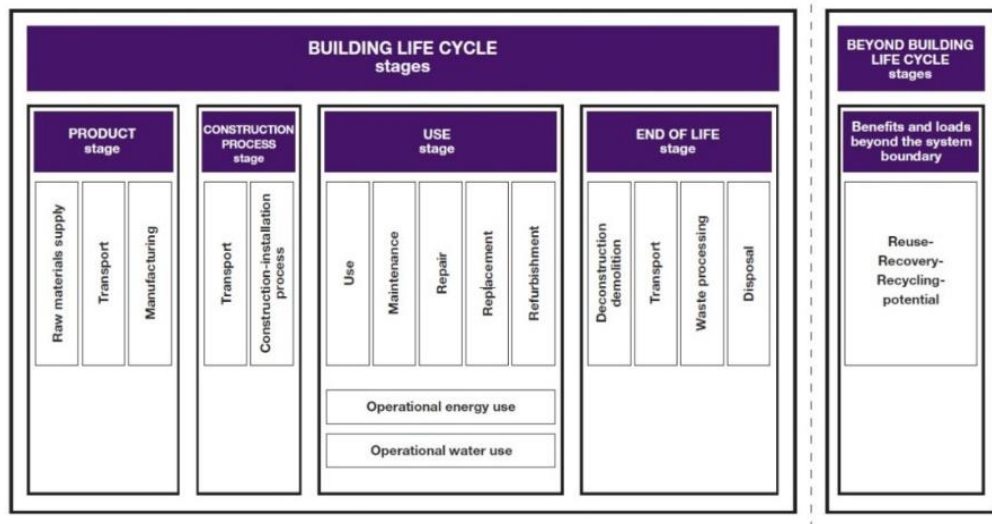 BUILDING LIFE CYCLE
stages
BEYOND BUILDING
LIFE CYCLE
stages
PRODUCT
stage
Raw materials supply
Transport
Manufacturing
CONSTRUCTION
PROCESS
stage
Transport
Construction-installation
process
USE
stage
Use
Maintenance
Repair
Replacement
Refurbishment
Operational energy use
Operational water use
END OF LIFE
stage
Deconstruction
demolition
Transport
Waste processing
Disposal
Benefits and loads
beyond the system
boundary
Reuse-
Recovery-
Recycling-
potential